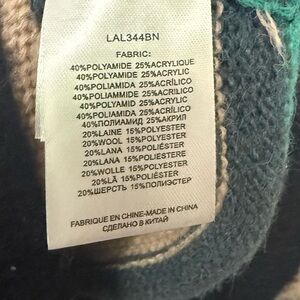 LAL344BN
FABRIC:
40%POLYAMIDE 25%ACRYLIQUE
40%POLYAMIDE 25%ACRYLIC
40%POLIAMIDA 25%ACRÍLICO
40%POLIAMMIDE 25%ACRILICO
40%POLYAMID 25%ACRYLIC
40%POLIAMIDA 25%ACRÍLICO
40%ПОЛИАМИД 25%АКРИЛ
20%LAINE 15%POLYESTER
20%WOOL 15%POLYESTER
20%LANA 15%POLIÉSTER
20%LANA 15%POLIESTERE
20%WOLLE 15%POLYESTER
20%LÃ 15%POLIÉSTER
20%ШЕРСТЬ 15%ПОЛИЭСТЕР
FABRIQUE EN CHINE-MADE IN CHINA
СДЕЛАНО В КИТАЙ